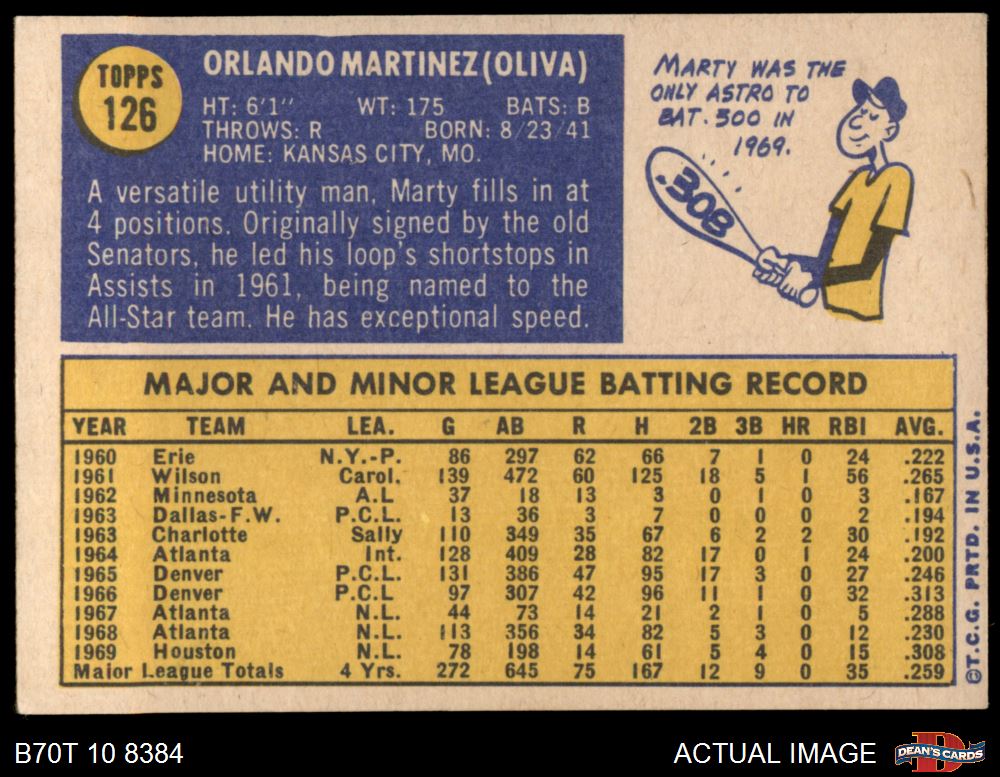 TOPPS
126
ORLANDO MARTINEZ (OLIVA)
HT: 6'1" WT: 175 BATS: B
THROWS: R BORN: 8/23/41
HOME: KANSAS CITY, MO.
A versatile utility man, Marty fills in at
4 positions. Originally signed by the old
Senators, he led his loop's shortstops in
Assists in 1961, being named to the
All-Star team. He has exceptional speed.
MARTY WAS THE
ONLY ASTRO TO
BAT .300 IN
1969.
.308
MAJOR AND MINOR LEAGUE BATTING RECORD
YEAR TEAM LEA. G AB R H 2B 3B HR RBI AVG.
1960 Erie N.Y.-P. 86 297 62 66 7 1 0 24 .222
1961 Wilson Carol. 139 472 60 125 18 5 1 56 .265
1962 Minnesota A.L 37 18 13 3 0 1 0 3 .167
1963 Dallas-F.W. P.C.L. 13 36 3 7 0 0 0 2 .194
1963 Charlotte Sally 110 349 35 67 6 2 2 30 .192
1964 Atlanta Int. 128 409 28 82 17 0 1 24 .200
1965 Denver P.C.L. 131 386 47 95 17 3 0 27 .246
1966 Denver P.C.L 97 307 42 96 11 1 0 32 .313
1967 Atlanta N.L. 44 73 14 21 2 1 0 5 .288
1968 Atlanta N.L. 113 356 34 82 5 3 0 12 .230
1969 Houston N.L. 78 198 14 61 5 4 0 15 .308
Major League Totals 4 Yrs. 272 645 75 167 12 9 0 35 .259
©T.C.G. PRTD. IN U.S.A.
B70T 10 8384
ACTUAL IMAGE
DEAN'S CARDS